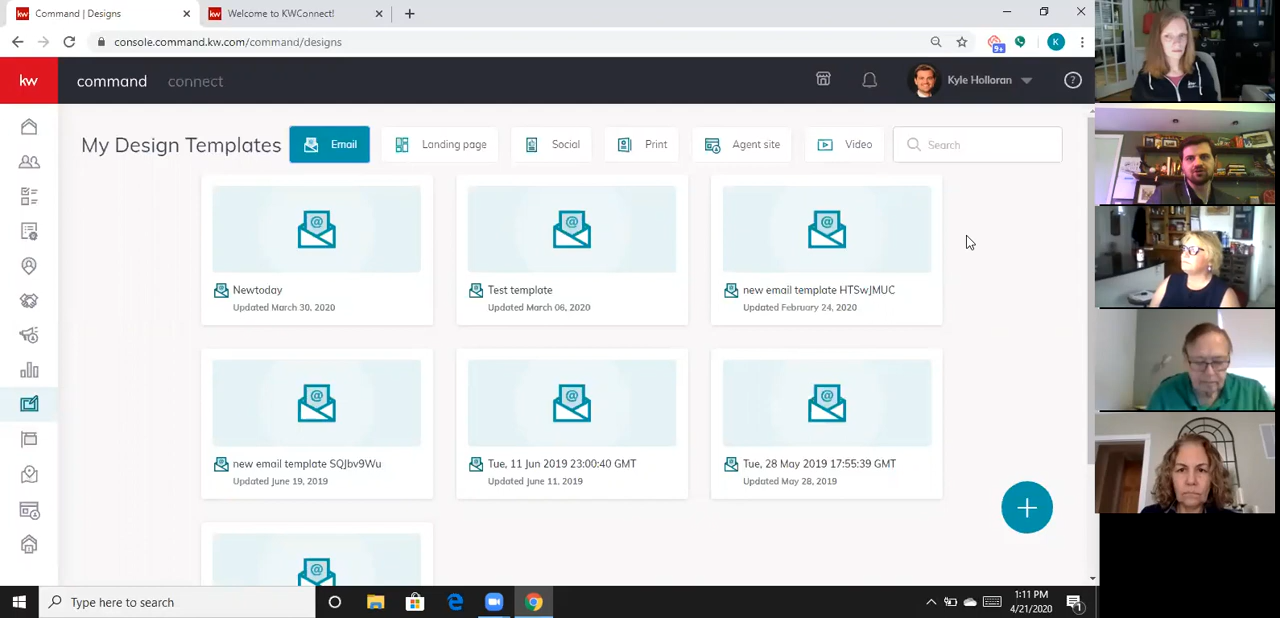 kw Command | Designs
kw Welcome to KWConnect!
console.command.kw.com/command/designs
9+
K
kw
command connect
Kyle Holloran
?
My Design Templates
Email
Landing page
Social
Print
Agent site
Video
Search
@ @ @
Newtoday
Updated March 30, 2020
Test template
Updated March 06, 2020
new email template HTSwJMUC
Updated February 24, 2020
@ @ @
new email template SQJbv9Wu
Updated June 19, 2019
Tue, 11 Jun 2019 23:00:40 GMT
Updated June 11, 2019
Tue, 28 May 2019 17:55:39 GMT
Updated May 28, 2019
@
Type here to search
1:11 PM
4/21/2020
1